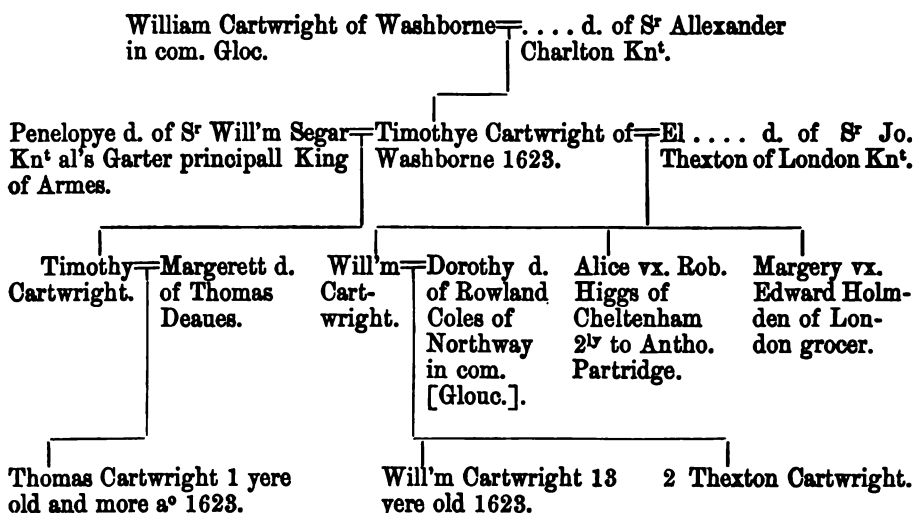 William Cartwright of Washborne=. . . . d. of Sʳ Allexander
in com. Gloc.
Charlton Knᵗ.
Penelopye d. of Sʳ Will'm Segar
Knᵗ al's Garter principall King
of Armes.
=Timothye Cartwright of=
Washborne 1623.
El . . . . d. of Sʳ Jo.
Thexton of London Knᵗ.
Timothy=
Cartwright.
Margerett d.
of Thomas
Deaues.
Will'm=
Cart-
wright.
Dorothy d.
of Rowland
Coles of
Northway
in com.
[Glouc.].
Alice vx. Rob.
Higgs of
Cheltenham
2ˡʸ to Antho.
Partridge.
Margery vx.
Edward Holm-
den of Lon-
don grocer.
Thomas Cartwright 1 yere
old and more aº 1623.
Will'm Cartwright 13
yere old 1623.
2 Thexton Cartwright.